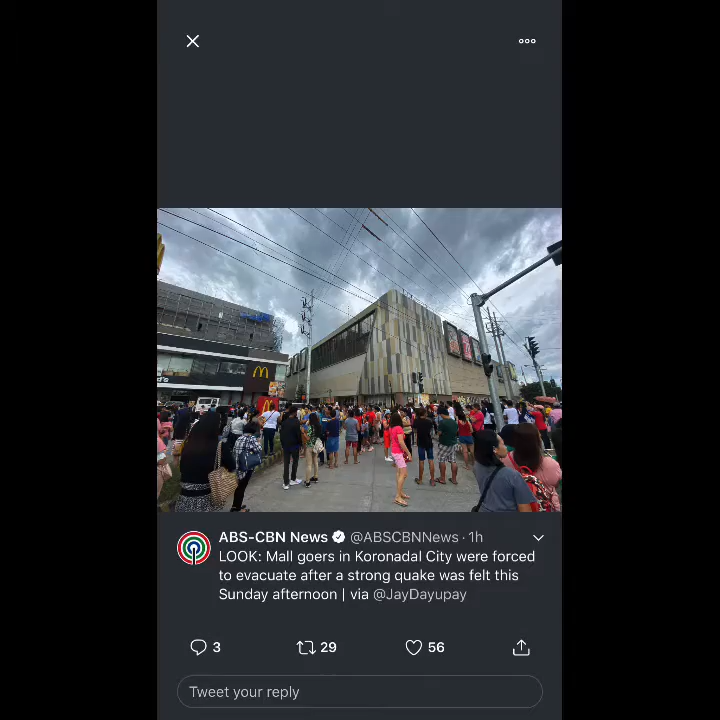 ABS-CBN News @ABSCBNNews · 1h
LOOK: Mall goers in Koronadal City were forced
to evacuate after a strong quake was felt this
Sunday afternoon | via @JayDayupay
3 29 56
Tweet your reply